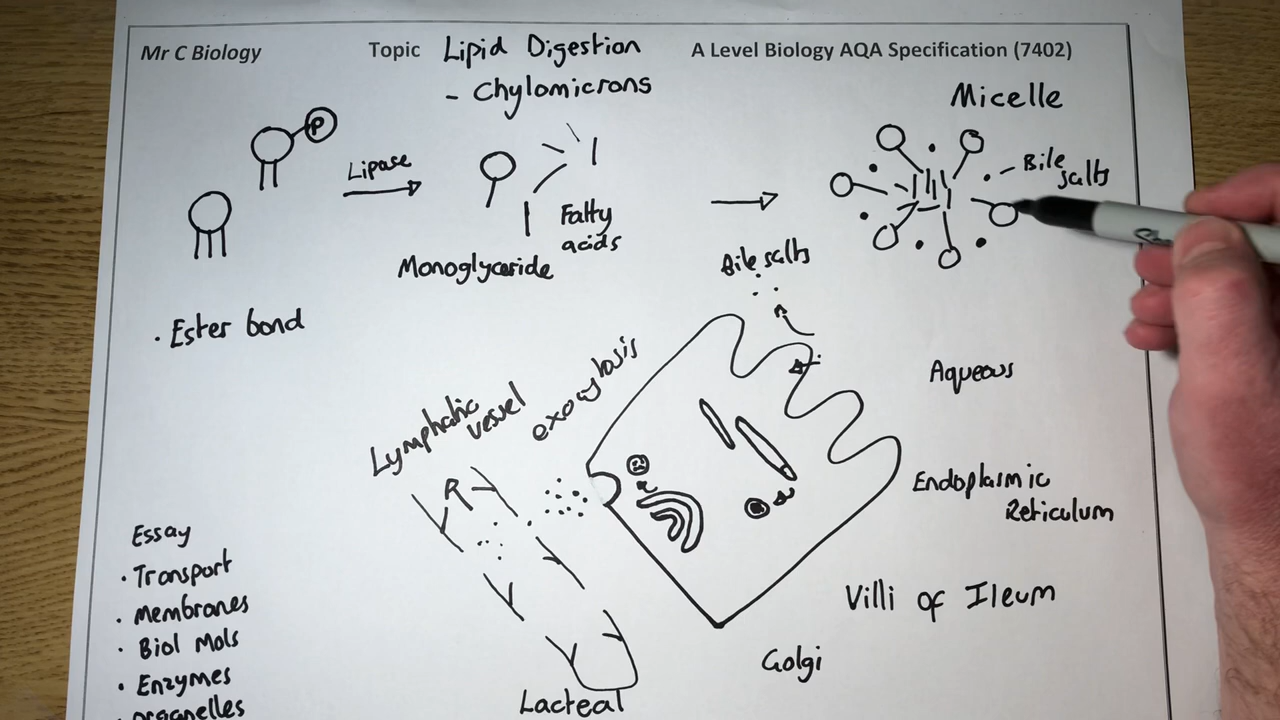 Mr C Biology
Topic Lipid Digestion
- Chylomicrons
A Level Biology AQA Specification (7402)
Micelle
P
Lipase
Fatty
acids
Monoglyceride
Bile salts
Bile
salts
. Ester bond
Lymphatic
vessel
exocytosis
Aqueous
Endoplasmic
Reticulum
Villi of Ileum
Golgi
Lacteal
Essay
· Transport
· Membranes
· Biol Mols
· Enzymes
· organelles